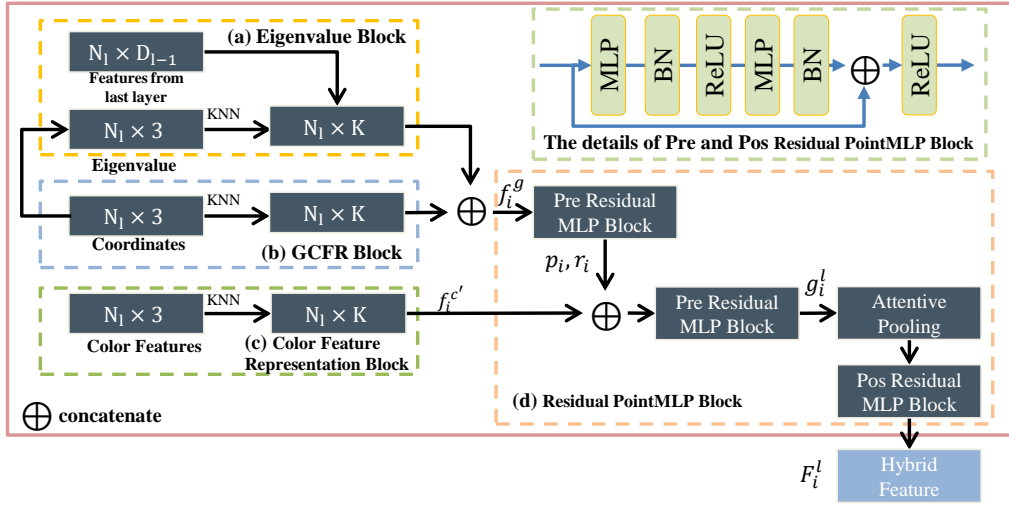 (a) Eigenvalue Block
N_l × D_{l−1}
Features from
last layer
N_l × 3
KNN
N_l × K
Eigenvalue
N_l × 3
KNN
N_l × K
Coordinates
(b) GCFR Block
N_l × 3
KNN
N_l × K
Color Features
(c) Color Feature
Representation Block
f_i^{c'}
⊕ concatenate
MLP
BN
ReLU
MLP
BN
⊕
ReLU
The details of Pre and Pos Residual PointMLP Block
⊕
f_i^g
Pre Residual
MLP Block
p_i, r_i
⊕
Pre Residual
MLP Block
g_i^l
Attentive
Pooling
Pos Residual
MLP Block
(d) Residual PointMLP Block
F_i^l
Hybrid
Feature